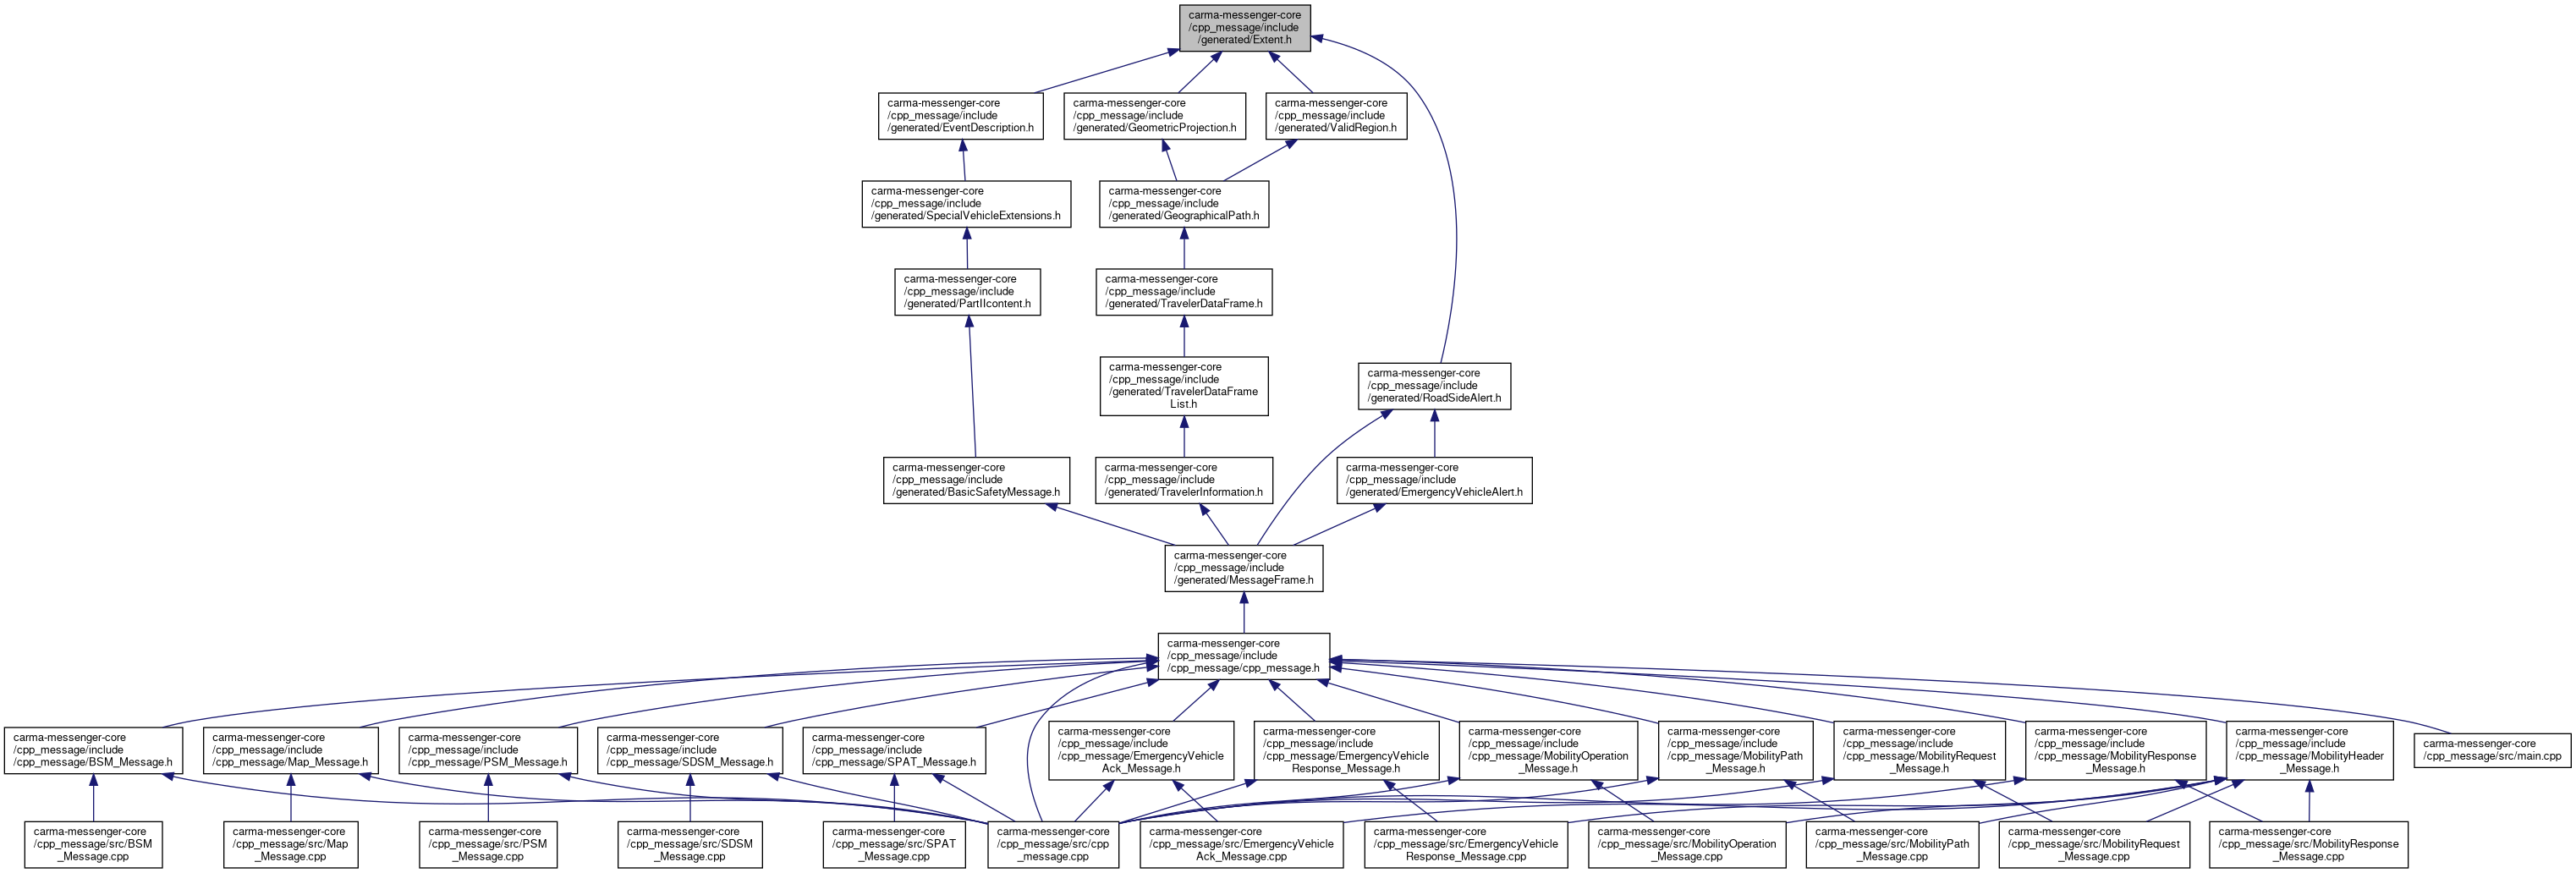 carma-messenger-core
/cpp_message/include
/generated/Extent.h
carma-messenger-core
/cpp_message/include
/generated/EventDescription.h
carma-messenger-core
/cpp_message/include
/generated/GeometricProjection.h
carma-messenger-core
/cpp_message/include
/generated/ValidRegion.h
carma-messenger-core
/cpp_message/include
/generated/SpecialVehicleExtensions.h
carma-messenger-core
/cpp_message/include
/generated/GeographicalPath.h
carma-messenger-core
/cpp_message/include
/generated/PartIIcontent.h
carma-messenger-core
/cpp_message/include
/generated/TravelerDataFrame.h
carma-messenger-core
/cpp_message/include
/generated/TravelerDataFrame
List.h
carma-messenger-core
/cpp_message/include
/generated/RoadSideAlert.h
carma-messenger-core
/cpp_message/include
/generated/BasicSafetyMessage.h
carma-messenger-core
/cpp_message/include
/generated/TravelerInformation.h
carma-messenger-core
/cpp_message/include
/generated/EmergencyVehicleAlert.h
carma-messenger-core
/cpp_message/include
/generated/MessageFrame.h
carma-messenger-core
/cpp_message/include
/cpp_message/cpp_message.h
carma-messenger-core
/cpp_message/include
/cpp_message/BSM_Message.h
carma-messenger-core
/cpp_message/include
/cpp_message/Map_Message.h
carma-messenger-core
/cpp_message/include
/cpp_message/PSM_Message.h
carma-messenger-core
/cpp_message/include
/cpp_message/SDSM_Message.h
carma-messenger-core
/cpp_message/include
/cpp_message/SPAT_Message.h
carma-messenger-core
/cpp_message/include
/cpp_message/EmergencyVehicle
Ack_Message.h
carma-messenger-core
/cpp_message/include
/cpp_message/EmergencyVehicle
Response_Message.h
carma-messenger-core
/cpp_message/include
/cpp_message/MobilityOperation
_Message.h
carma-messenger-core
/cpp_message/include
/cpp_message/MobilityPath
_Message.h
carma-messenger-core
/cpp_message/include
/cpp_message/MobilityRequest
_Message.h
carma-messenger-core
/cpp_message/include
/cpp_message/MobilityResponse
_Message.h
carma-messenger-core
/cpp_message/include
/cpp_message/MobilityHeader
_Message.h
carma-messenger-core
/cpp_message/src/main.cpp
carma-messenger-core
/cpp_message/src/BSM
_Message.cpp
carma-messenger-core
/cpp_message/src/Map
_Message.cpp
carma-messenger-core
/cpp_message/src/PSM
_Message.cpp
carma-messenger-core
/cpp_message/src/SDSM
_Message.cpp
carma-messenger-core
/cpp_message/src/SPAT
_Message.cpp
carma-messenger-core
/cpp_message/src/cpp
_message.cpp
carma-messenger-core
/cpp_message/src/EmergencyVehicle
Ack_Message.cpp
carma-messenger-core
/cpp_message/src/EmergencyVehicle
Response_Message.cpp
carma-messenger-core
/cpp_message/src/MobilityOperation
_Message.cpp
carma-messenger-core
/cpp_message/src/MobilityPath
_Message.cpp
carma-messenger-core
/cpp_message/src/MobilityRequest
_Message.cpp
carma-messenger-core
/cpp_message/src/MobilityResponse
_Message.cpp